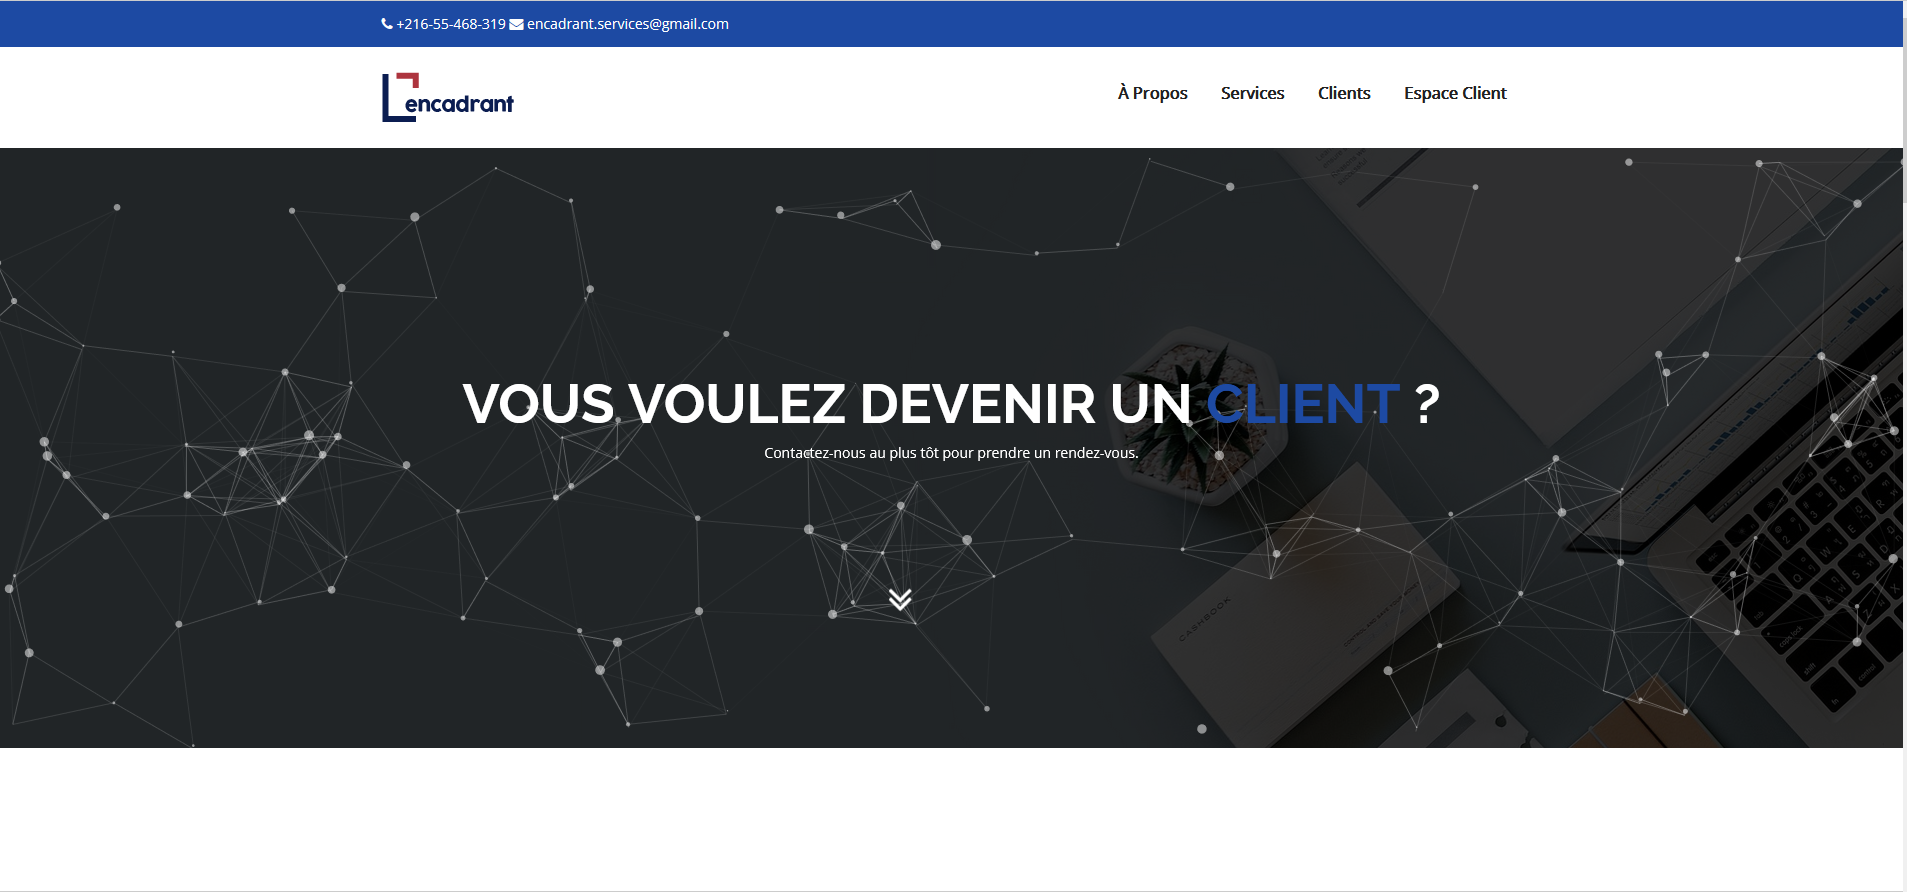 +216-55-468-319 encadrant.services@gmail.com
encadrant
À Propos Services Clients Espace Client
VOUS VOULEZ DEVENIR UN CLIENT ?
Contactez-nous au plus tôt pour prendre un rendez-vous.
CASHBOOK